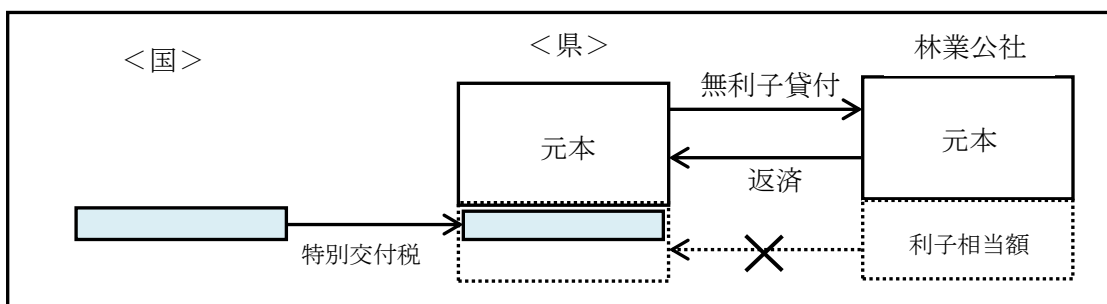 ＜国＞
＜県＞
林業公社
無利子貸付
元本
元本
返済
特別交付税
利子相当額